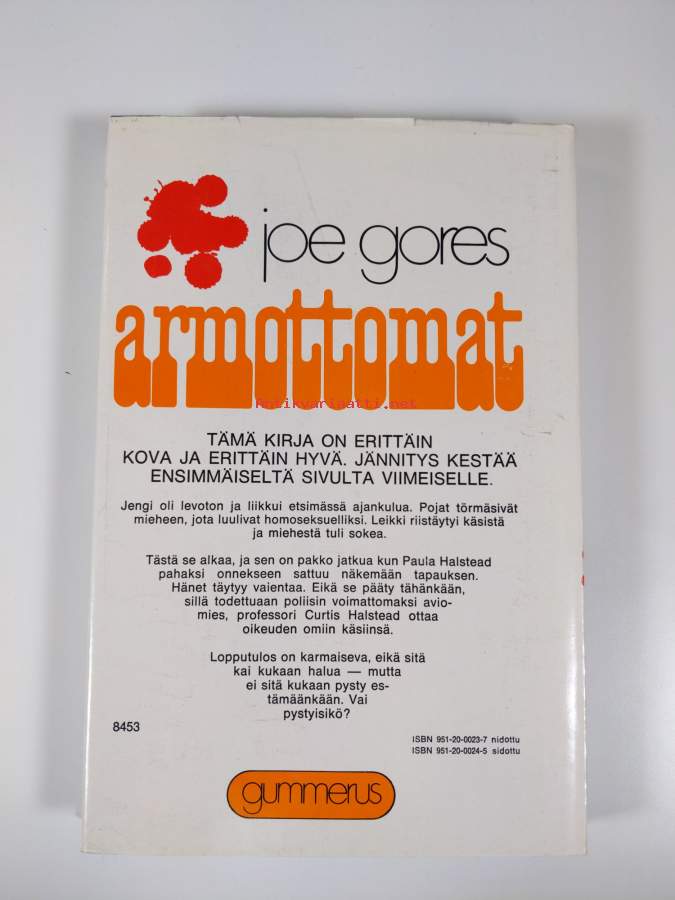 joe gores
armottomat
Antikvariaatti.net
TÄMÄ KIRJA ON ERITTÄIN
KOVA JA ERITTÄIN HYVÄ. JÄNNITYS KESTÄÄ
ENSIMMÄISELTÄ SIVULTA VIIMEISELLE.
Jengi oli levoton ja liikkui etsimässä ajankulua. Pojat törmäsivät
mieheen, jota luulivat homoseksuelliksi. Leikki riistäytyi käsistä
ja miehestä tuli sokea.
Tästä se alkaa, ja sen on pakko jatkua kun Paula Halstead
pahaksi onnekseen sattuu näkemään tapauksen.
Hänet täytyy vaientaa. Eikä se pääty tähänkään,
sillä todettuaan poliisin voimattomaksi avio-
mies, professori Curtis Halstead ottaa
oikeuden omiin käsiinsä.
Lopputulos on karmaiseva, eikä sitä
kai kukaan halua — mutta
ei sitä kukaan pysty es-
tämäänkään. Vai
pystyisikö?
8453
ISBN 951-20-0023-7 nidottu
ISBN 951-20-0024-5 sidottu
gummerus